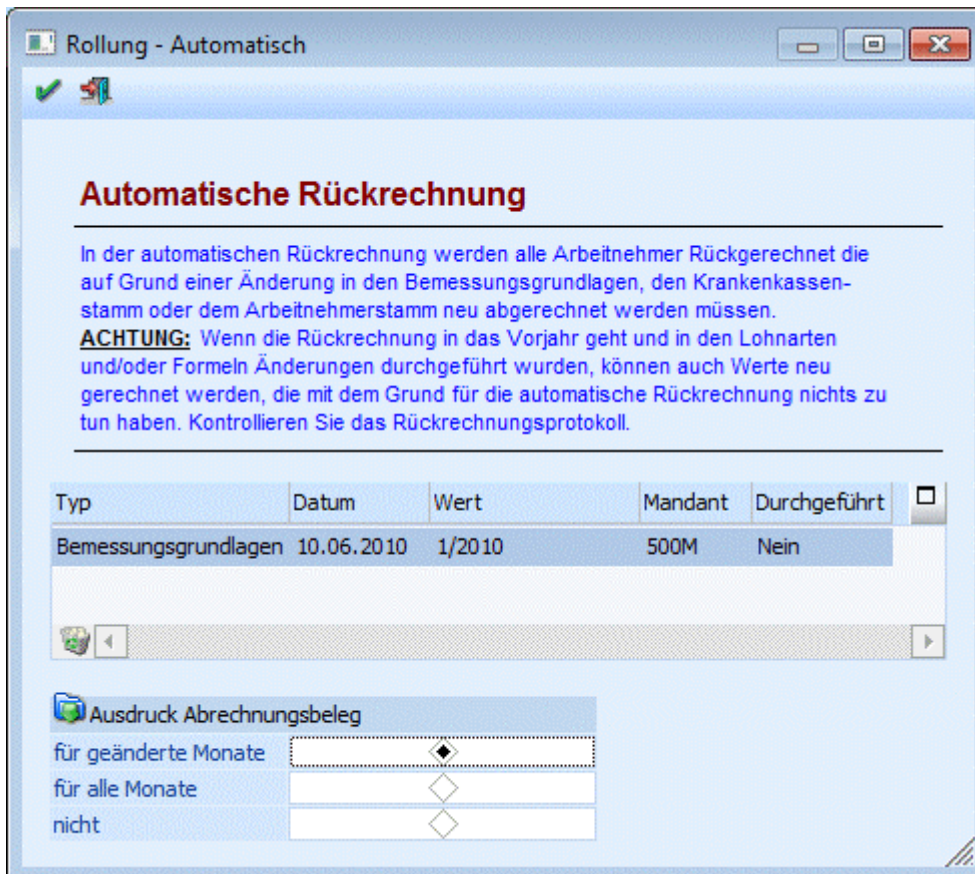 Rollung - Automatisch
Automatische Rückrechnung
In der automatischen Rückrechnung werden alle Arbeitnehmer Rückgerechnet die
auf Grund einer Änderung in den Bemessungsgrundlagen, den Krankenkassen-
stamm oder dem Arbeitnehmerstamm neu abgerechnet werden müssen.
ACHTUNG: Wenn die Rückrechnung in das Vorjahr geht und in den Lohnarten
und/oder Formeln Änderungen durchgeführt wurden, können auch Werte neu
gerechnet werden, die mit dem Grund für die automatische Rückrechnung nichts zu
tun haben. Kontrollieren Sie das Rückrechnungsprotokoll.
Typ Datum Wert Mandant Durchgeführt
Bemessungsgrundlagen 10.06.2010 1/2010 500M Nein
Ausdruck Abrechnungsbeleg
für geänderte Monate
für alle Monate
nicht